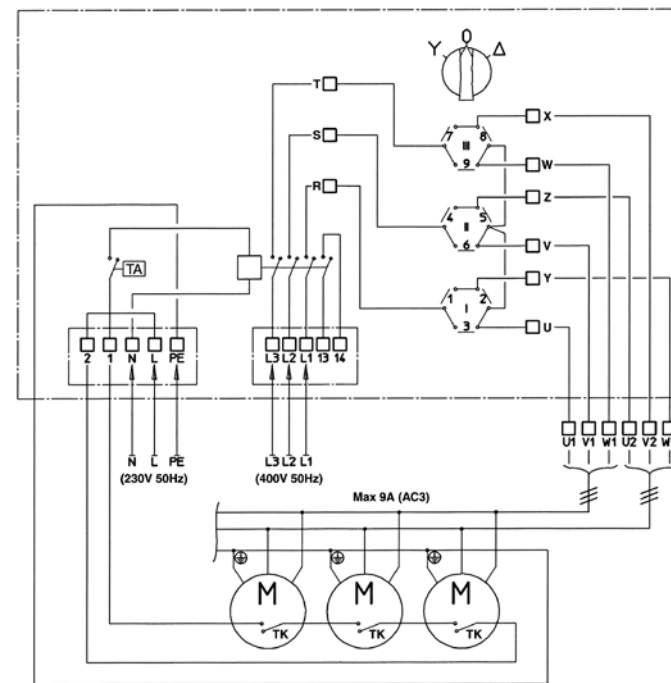 Y 0 Δ
T
X
7 8
III
9
W
S
Z
4 5
II
6
V
R
Y
1 2
I
3
U
TA
2 1 N L PE
L3 L2 L1 13 14
U1 V1 W1 U2 V2 W
N L PE
(230V 50Hz)
L3 L2 L1
(400V 50Hz)
Max 9A (AC3)
M M M
TK TK TK